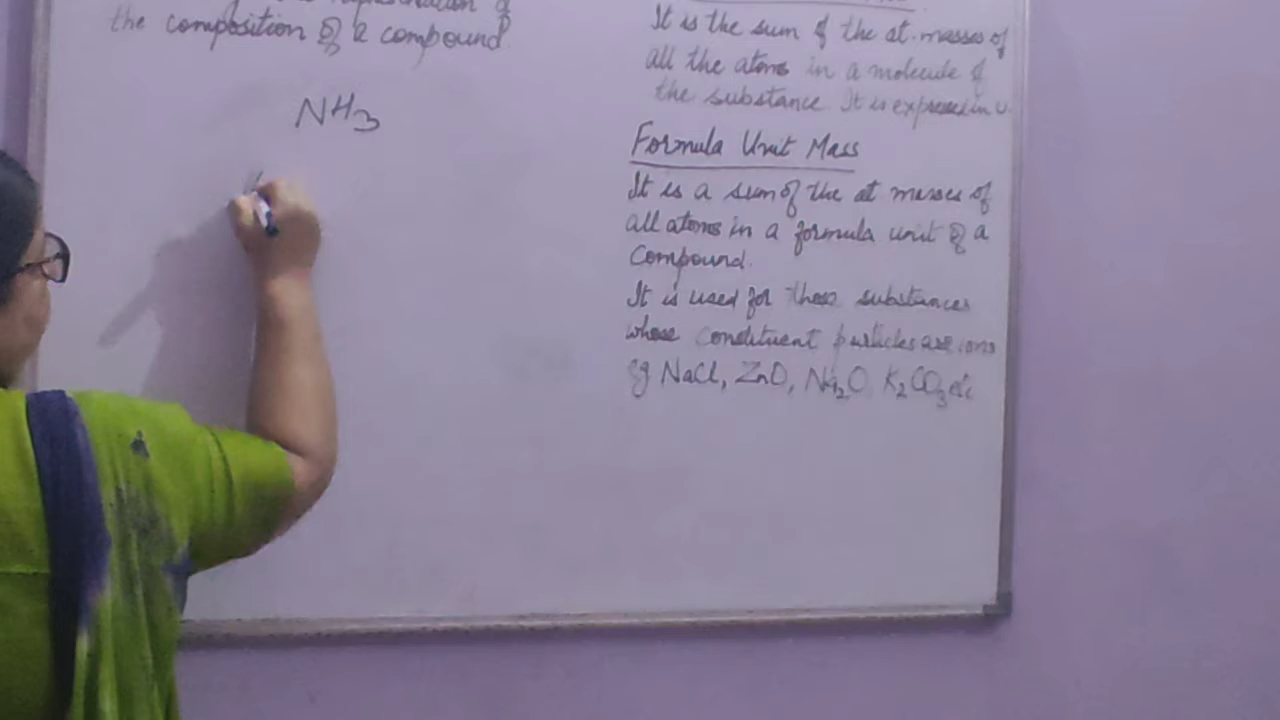 of
the composition of a compound.
NH3
It is the sum of the at. masses of
all the atoms in a molecule of
the substance. It is expressed in u.
Formula Unit Mass
It is a sum of the at masses of
all atoms in a formula unit of a
Compound.
It is used for those substances
whose constituent particles are ions
eg NaCl, ZnO, Na2O, K2CO3 etc